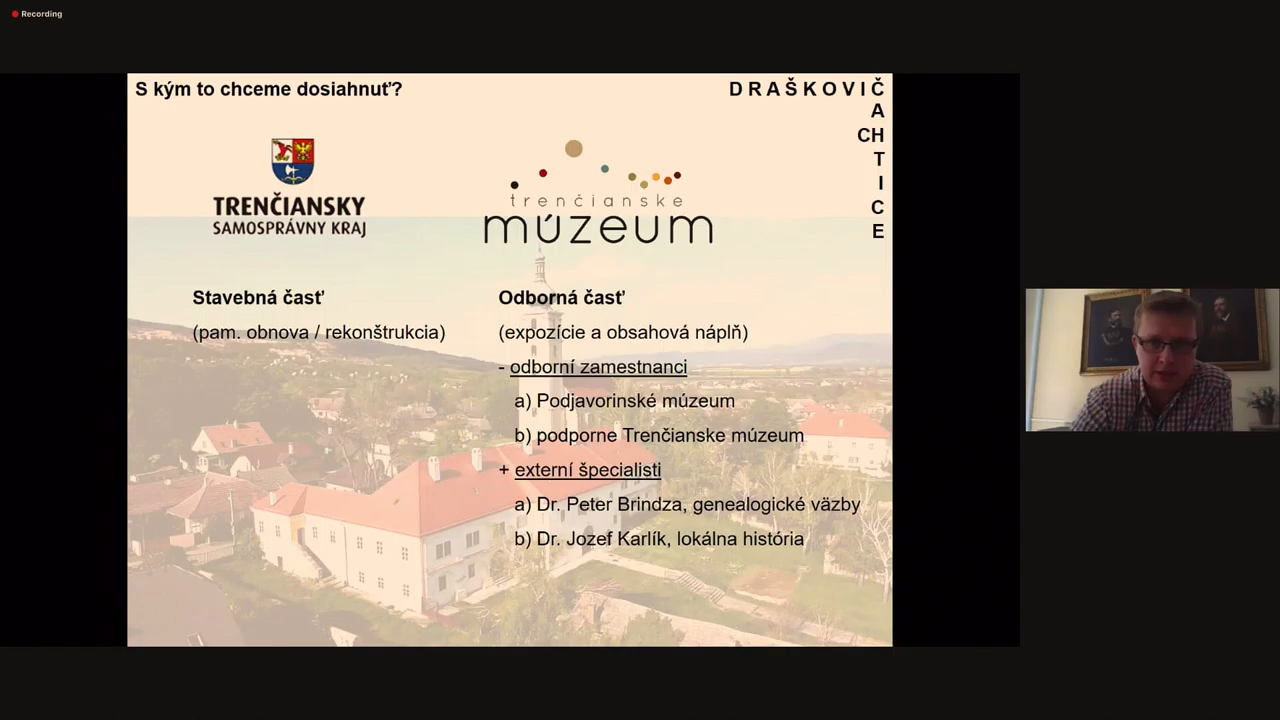 Recording
S kým to chceme dosiahnuť?
DRAŠKOVIČ
A
CH
T
I
C
E
TRENČIANSKY
SAMOSPRÁVNY KRAJ
trenčianske
múzeum
Stavebná časť
(pam. obnova / rekonštrukcia)
Odborná časť
(expozície a obsahová náplň)
- odborní zamestnanci
a) Podjavorinské múzeum
b) podporne Trenčianske múzeum
+ externí špecialisti
a) Dr. Peter Brindza, genealogické väzby
b) Dr. Jozef Karlík, lokálna história